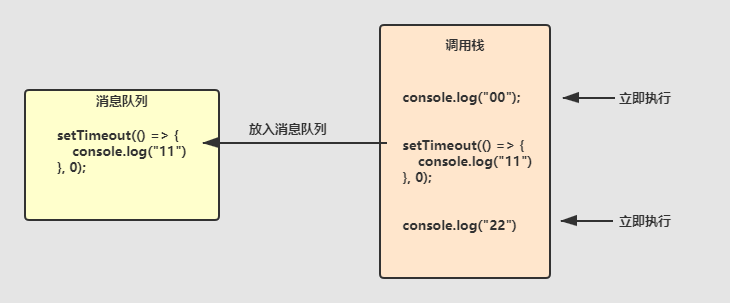 消息队列
setTimeout(() => {
console.log("11")
}, 0);
放入消息队列
调用栈
console.log("00");
setTimeout(() => {
console.log("11")
}, 0);
console.log("22")
立即执行
立即执行